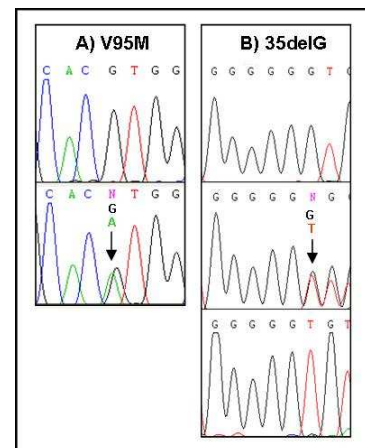 A) V95M
C A C G T G G
C A C N T G G
G
A
B) 35delG
G G G G G G T G
G G G G N G C
G
T
G G G G T G T